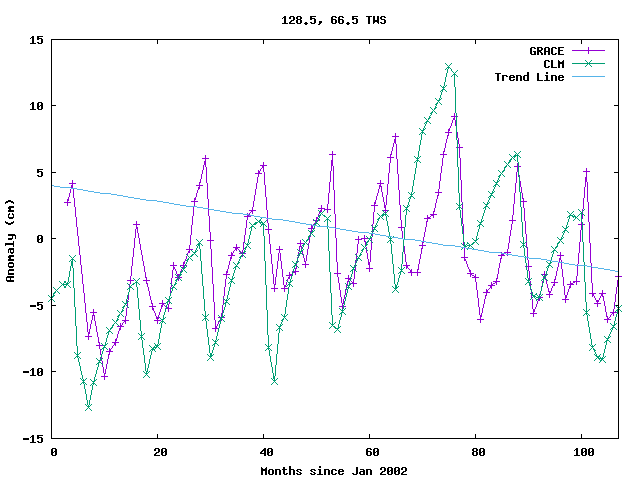 128.5, 66.5 TWS
GRACE
CLM
Trend Line
15
10
5
0
-5
-10
-15
Anomaly (cm)
0 20 40 60 80 100
Months since Jan 2002